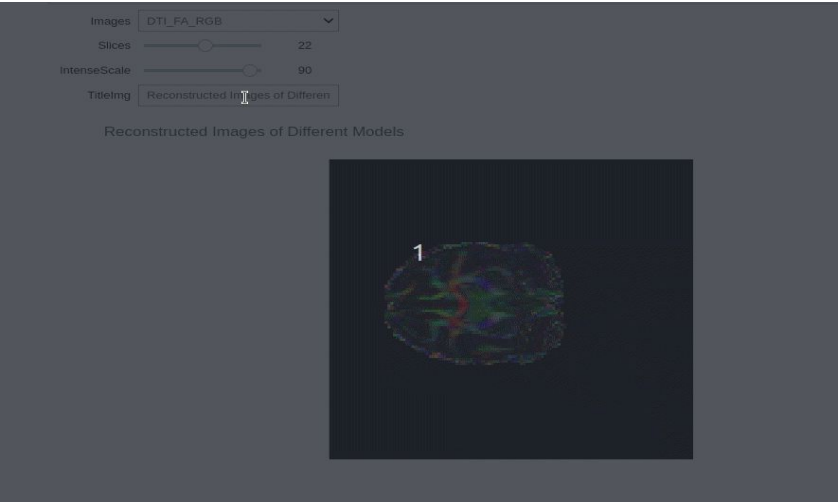 Images DTI_FA_RGB
Slices 22
IntenseScale 90
TitleImg Reconstructed Images of Differen
Reconstructed Images of Different Models
1